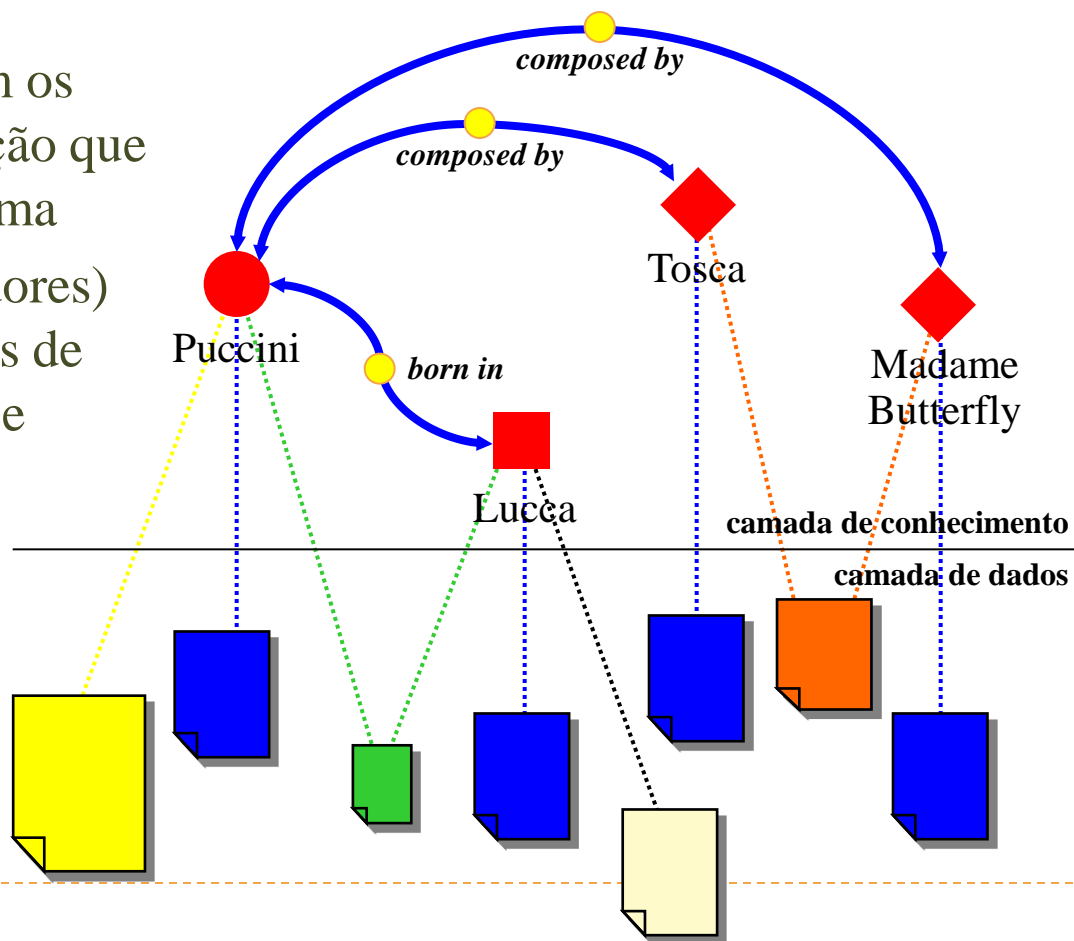 os
ção que
ma
ores)
s de
e
composed by
composed by
Tosca
Puccini
born in
Madame
Butterfly
Lucca
camada de conhecimento
camada de dados